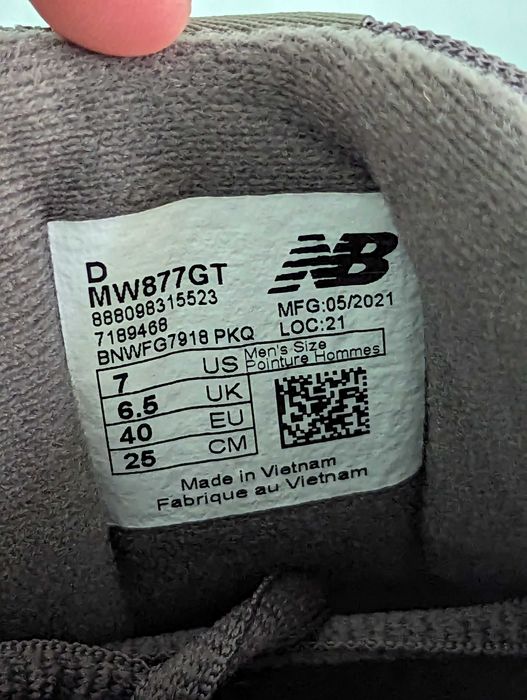 D
MW877GT
888098315523
7189468
BNWFG7918 PKQ
NB
MFG:05/2021
LOC:21
7 US Men's Size
Pointure Hommes
6.5 UK
40 EU
25 CM
Made in Vietnam
Fabrique au Vietnam